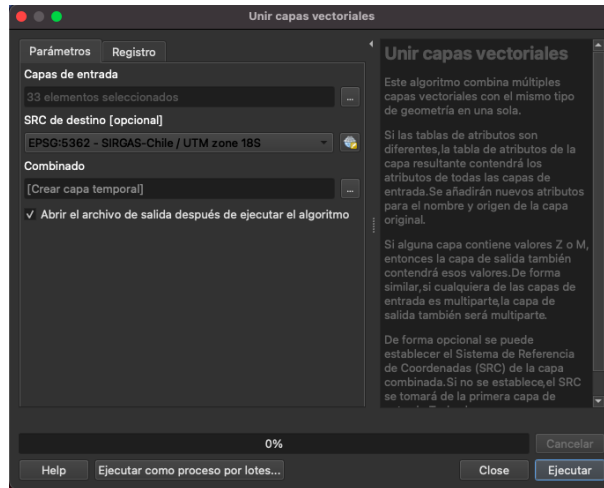 Unir capas vectoriales
Parámetros Registro
Capas de entrada
33 elementos seleccionados
...
SRC de destino [opcional]
EPSG:5362 - SIRGAS-Chile / UTM zone 18S
Combinado
[Crear capa temporal]
...
Abrir el archivo de salida después de ejecutar el algoritmo
Unir capas vectoriales
Este algoritmo combina múltiples
capas vectoriales con el mismo tipo
de geometría en una sola.
Si las tablas de atributos son
diferentes,la tabla de atributos de la
capa resultante contendrá los
atributos de todas las capas de
entrada.Se añadirán nuevos atributos
para el nombre y origen de la capa
original.
Si alguna capa contiene valores Z o M,
entonces la capa de salida también
contendrá esos valores.De forma
similar,si cualquiera de las capas de
entrada es multiparte,la capa de
salida también será multiparte.
De forma opcional se puede
establecer el Sistema de Referencia
de Coordenadas (SRC) de la capa
combinada.Si no se establece,el SRC
se tomará de la primera capa de
0%
Cancelar
Help Ejecutar como proceso por lotes... Close Ejecutar